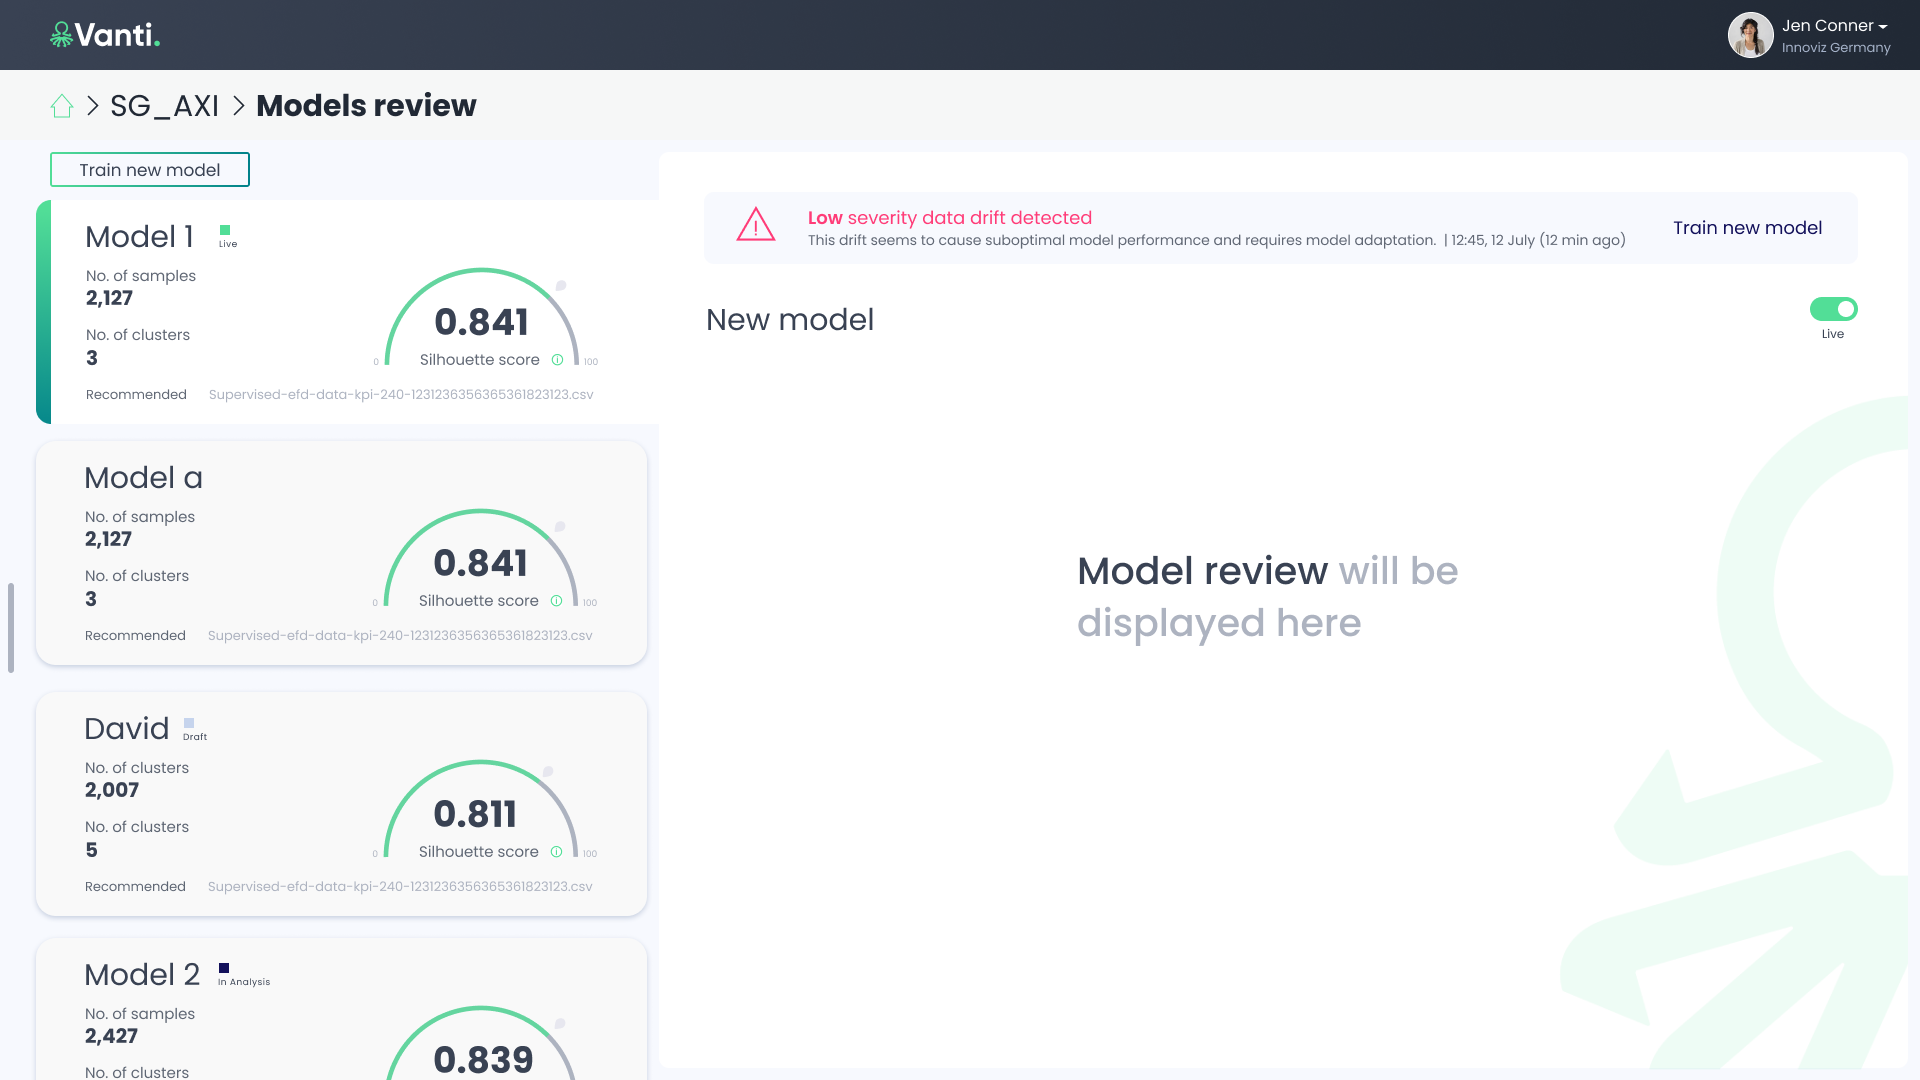 Vanti.
Jen Conner
Innoviz Germany
SG_AXI > Models review
Train new model
Model 1
Live
No. of samples
2,127
No. of clusters
3
0.841
Silhouette score
0
100
Recommended
Supervised-efd-data-kpi-240-1231236356365361823123.csv
Model a
No. of samples
2,127
No. of clusters
3
0.841
Silhouette score
0
100
Recommended
Supervised-efd-data-kpi-240-1231236356365361823123.csv
David
Draft
No. of clusters
2,007
No. of clusters
5
0.811
Silhouette score
0
100
Recommended
Supervised-efd-data-kpi-240-1231236356365361823123.csv
Model 2
In Analysis
No. of samples
2,427
No. of clusters
0.839
Low severity data drift detected
This drift seems to cause suboptimal model performance and requires model adaptation. | 12:45, 12 July (12 min ago)
Train new model
New model
Live
Model review will be
displayed here